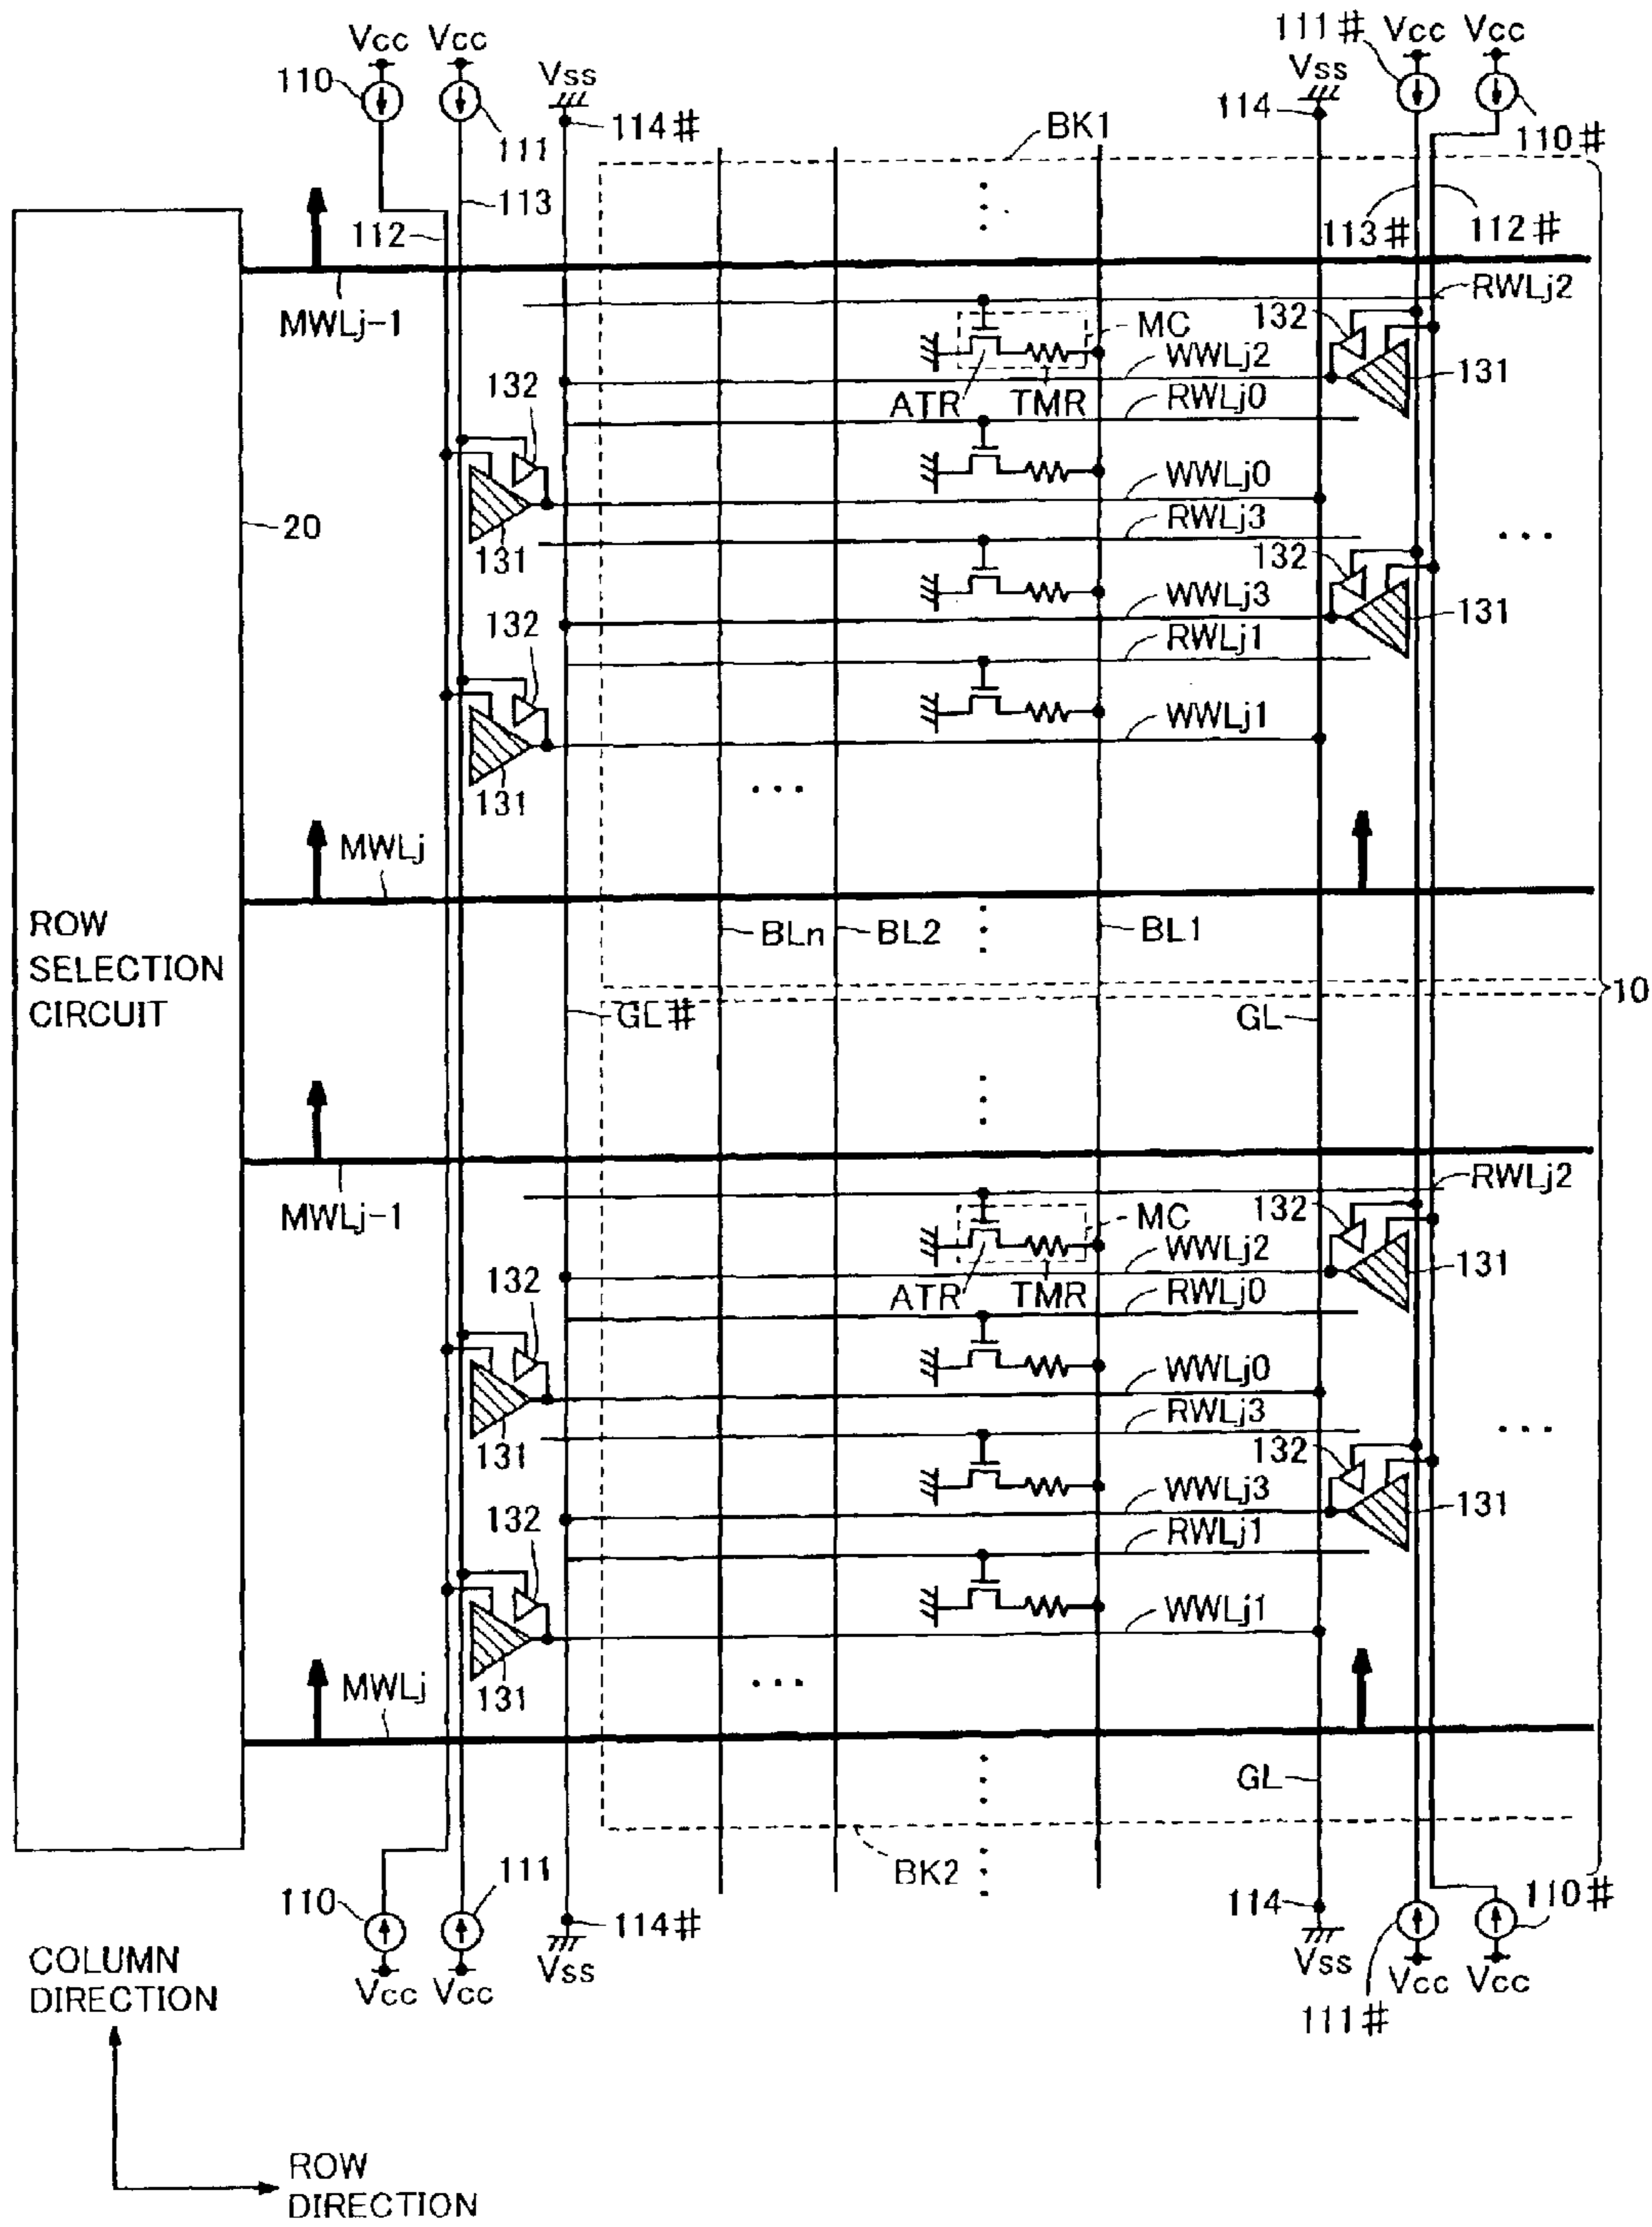 Vcc Vcc 111# Vcc Vcc
110 Vss Vss
111 114# BK1 114 110#
113
112 113# 112#
MWLj-1 RWLj2
132 MC 132
WWLj2
132 ATR TMR RWLj0 131
WWLj0
20 RWLj3 ...
131 132
132 WWLj3 131
RWLj1
WWLj1
131 ...
MWLj
ROW
SELECTION
CIRCUIT
BLn BL2 BL1
10
GL# GL
MWLj-1 RWLj2
MC 132
132 WWLj2 131
ATR TMR RWLj0
WWLj0
RWLj3 ...
131 132
132 WWLj3 131
RWLj1
WWLj1
MWLj 131 ...
GL
BK2
110 111 114# 114 110#
Vss Vss
Vcc Vcc Vcc Vcc
111#
COLUMN
DIRECTION
ROW
DIRECTION